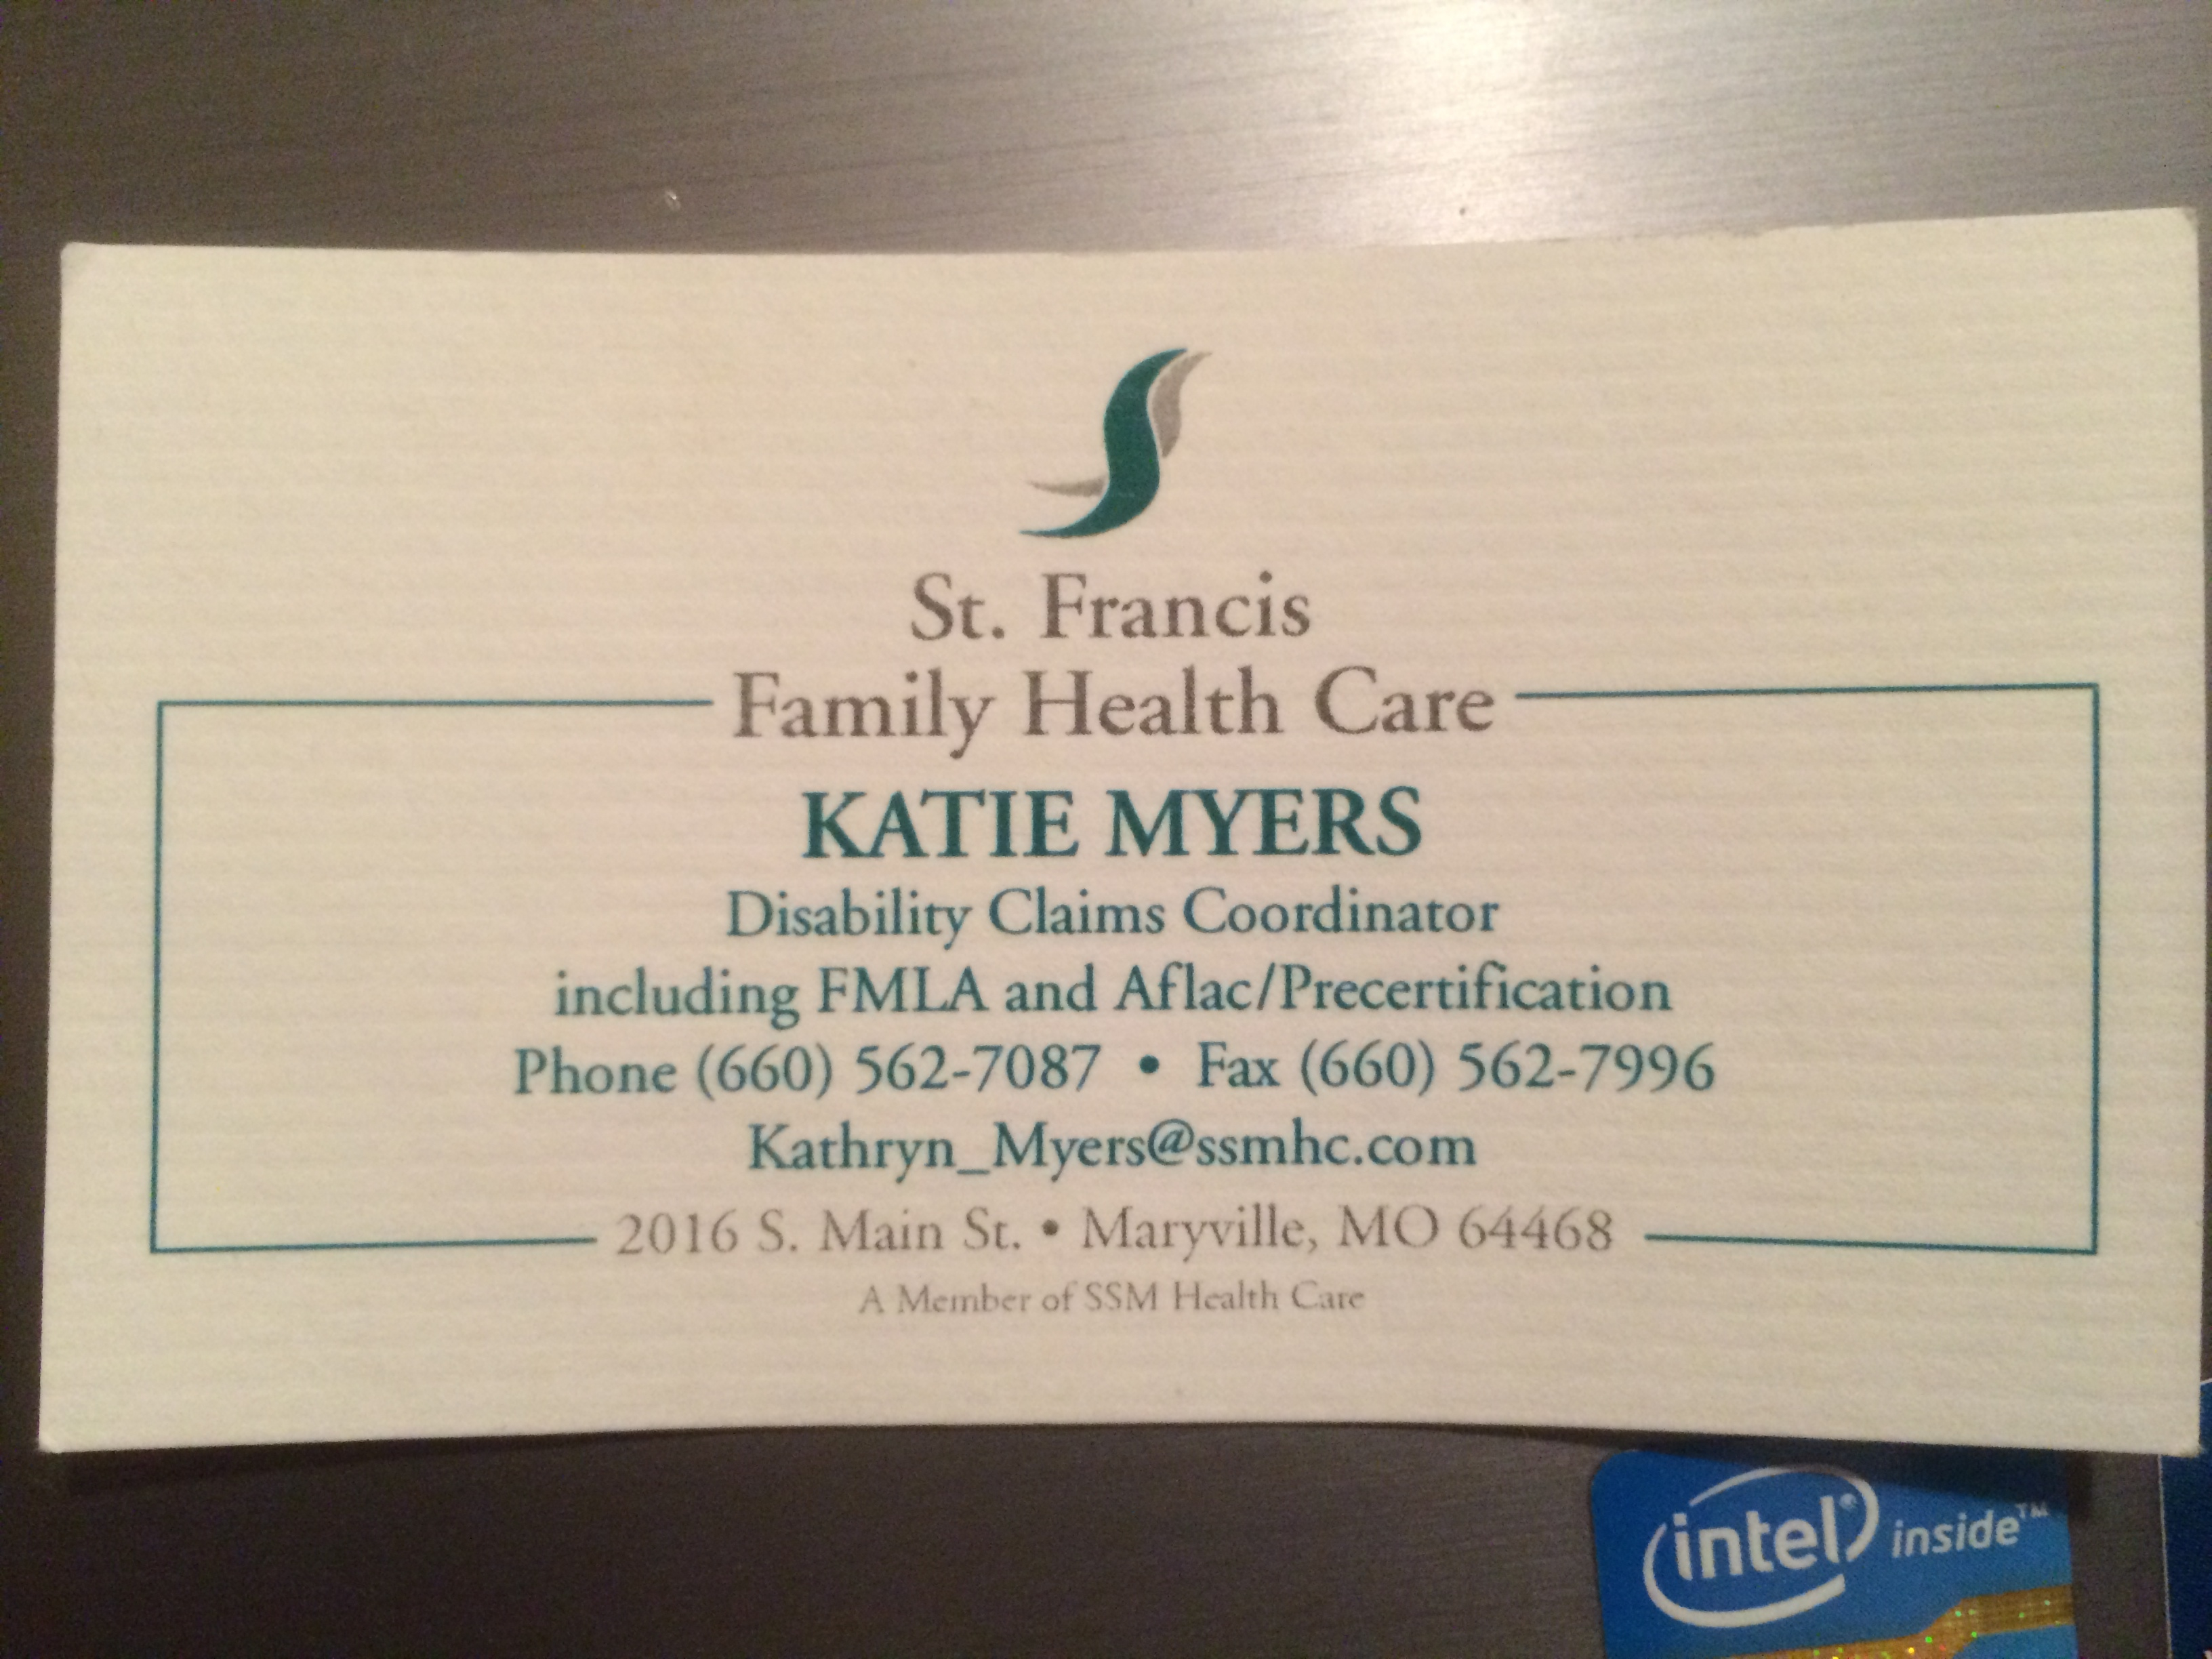 St. Francis
Family Health Care
KATIE MYERS
Disability Claims Coordinator
including FMLA and Aflac/Precertification
Phone (660) 562-7087 • Fax (660) 562-7996
Kathryn_Myers@ssmhc.com
2016 S. Main St. • Maryville, MO 64468
A Member of SSM Health Care
intel® inside™